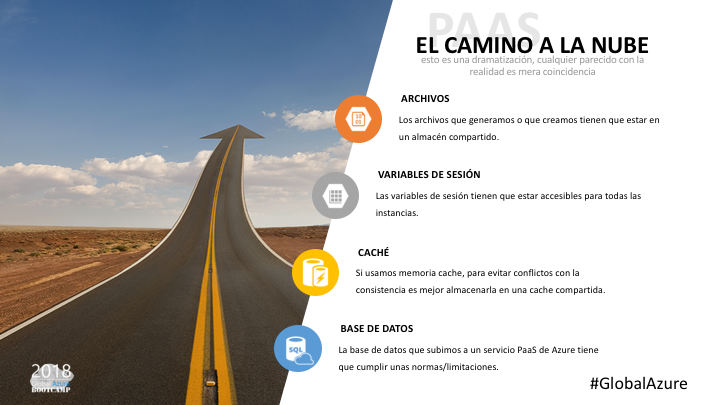 PAAS
EL CAMINO A LA NUBE
esto es una dramatización, cualquier parecido con la
realidad es mera coincidencia
ARCHIVOS
Los archivos que generamos o que creamos tienen que estar en
un almacén compartido.
VARIABLES DE SESIÓN
Las variables de sesión tienen que estar accesibles para todas las
instancias.
CACHÉ
Si usamos memoria cache, para evitar conflictos con la
consistencia es mejor almacenarla en una cache compartida.
BASE DE DATOS
SQL
La base de datos que subimos a un servicio PaaS de Azure tiene
que cumplir unas normas/limitaciones.
2018
Global Azure
BOOTCAMP
#GlobalAzure